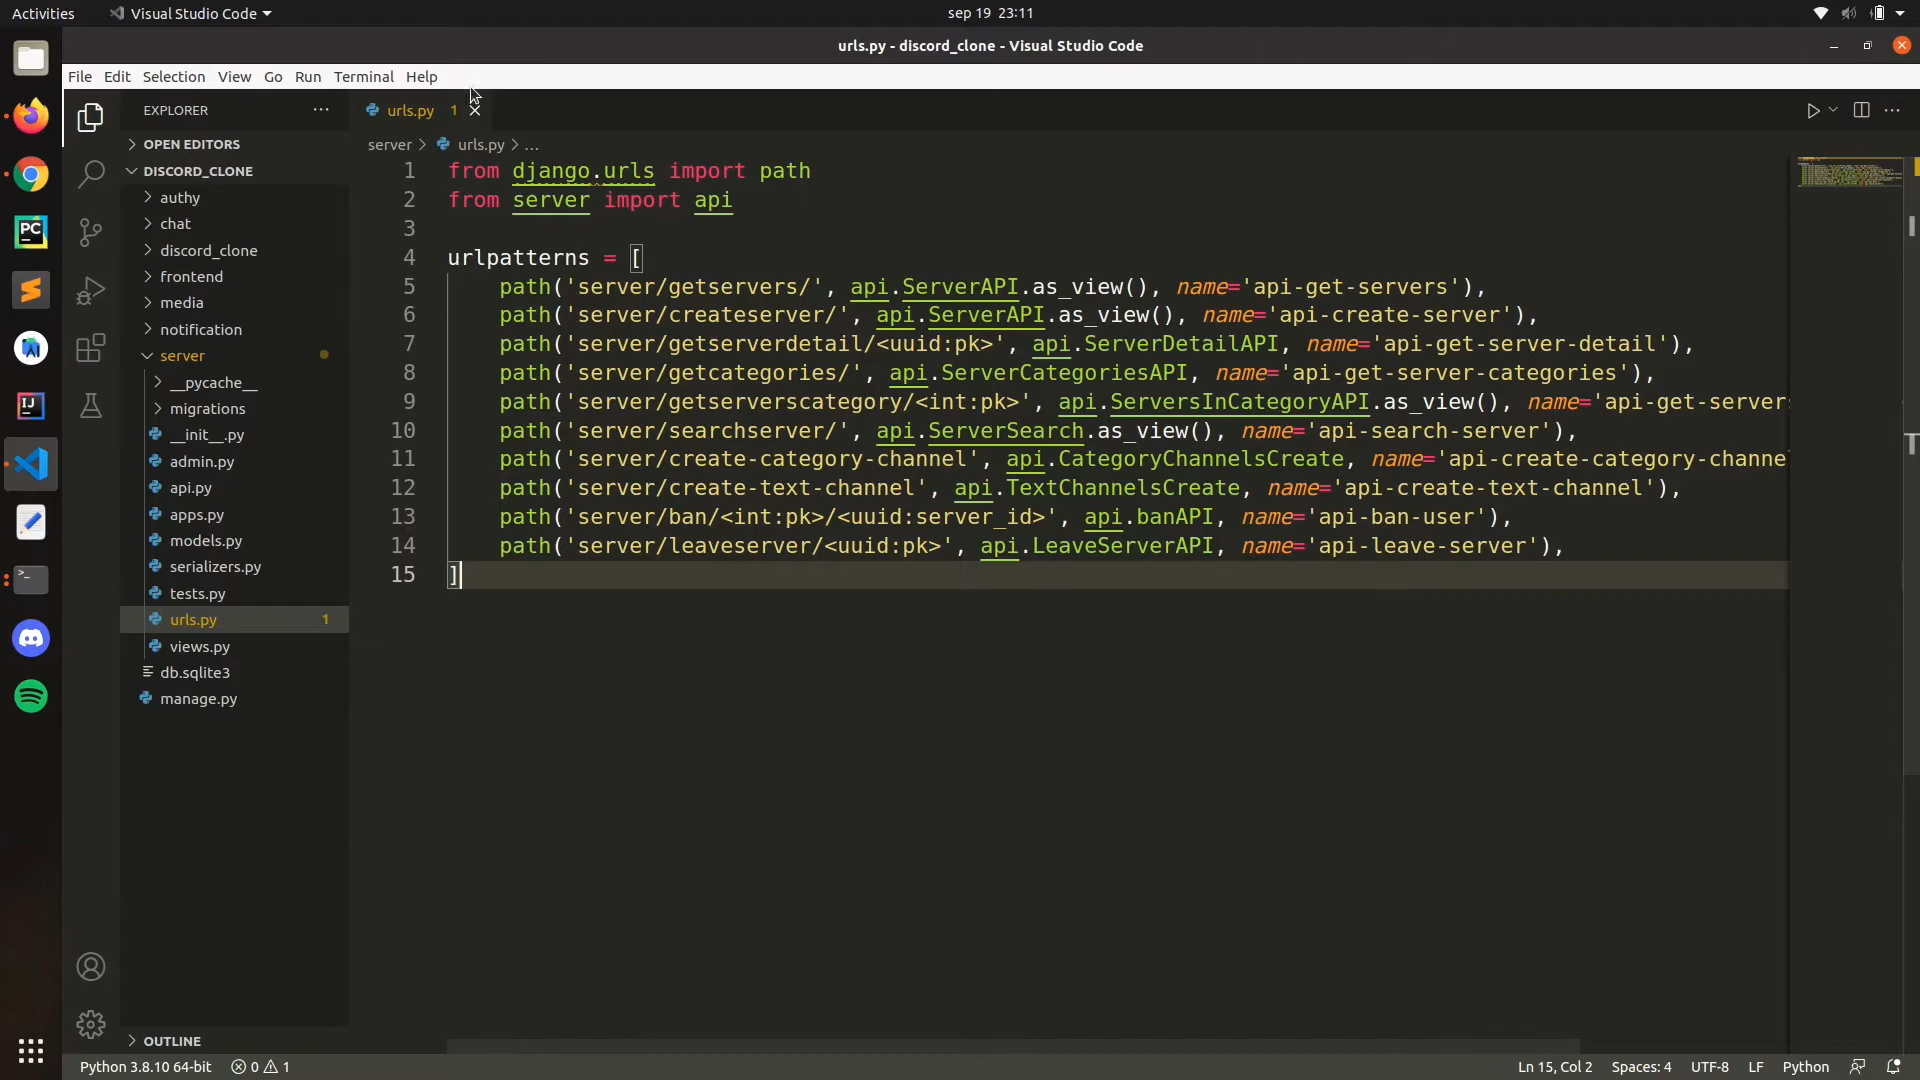 Activities Visual Studio Code sep 19 23:11
urls.py - discord_clone - Visual Studio Code
File Edit Selection View Go Run Terminal Help
EXPLORER ···
OPEN EDITORS
DISCORD_CLONE
authy
chat
discord_clone
frontend
media
notification
server
__pycache__
migrations
__init__.py
admin.py
api.py
apps.py
models.py
serializers.py
tests.py
urls.py 1
views.py
db.sqlite3
manage.py
OUTLINE
urls.py 1
server > urls.py > ...
1 from django.urls import path
2 from server import api
3
4 urlpatterns = [
5 path('server/getservers/', api.ServerAPI.as_view(), name='api-get-servers'),
6 path('server/createserver/', api.ServerAPI.as_view(), name='api-create-server'),
7 path('server/getserverdetail/<uuid:pk>', api.ServerDetailAPI, name='api-get-server-detail'),
8 path('server/getcategories/', api.ServerCategoriesAPI, name='api-get-server-categories'),
9 path('server/getserverscategory/<int:pk>', api.ServersInCategoryAPI.as_view(), name='api-get-servers
10 path('server/searchserver/', api.ServerSearch.as_view(), name='api-search-server'),
11 path('server/create-category-channel', api.CategoryChannelsCreate, name='api-create-category-channel
12 path('server/create-text-channel', api.TextChannelsCreate, name='api-create-text-channel'),
13 path('server/ban/<int:pk>/<uuid:server_id>', api.banAPI, name='api-ban-user'),
14 path('server/leaveserver/<uuid:pk>', api.LeaveServerAPI, name='api-leave-server'),
15 ]
PC
IJ
Python 3.8.10 64-bit 0 1 Ln 15, Col 2 Spaces: 4 UTF-8 LF Python